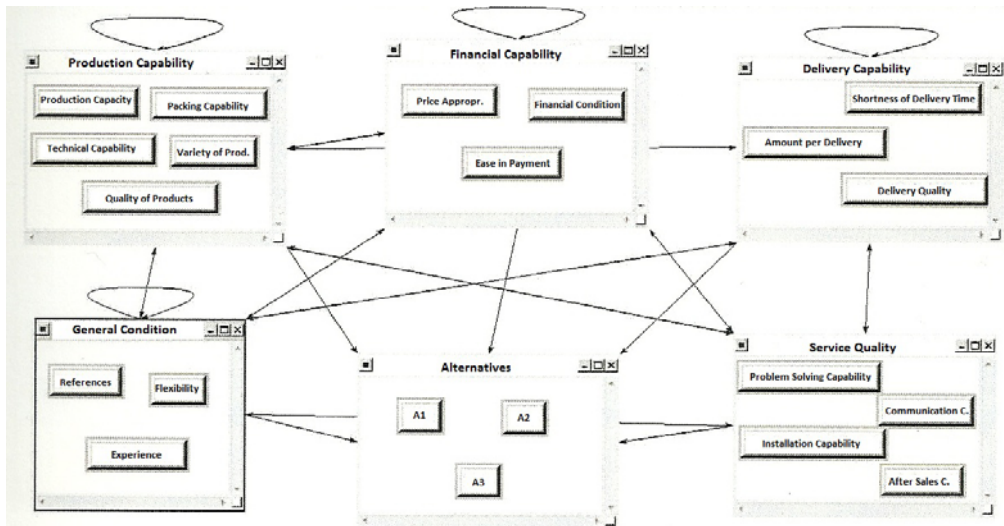 Production Capability
Production Capacity
Packing Capability
Technical Capability
Variety of Prod.
Quality of Products
Financial Capability
Price Appropr.
Financial Condition
Ease in Payment
Delivery Capability
Shortness of Delivery Time
Amount per Delivery
Delivery Quality
General Condition
References
Flexibility
Experience
Alternatives
A1
A2
A3
Service Quality
Problem Solving Capability
Communication C.
Installation Capability
After Sales C.